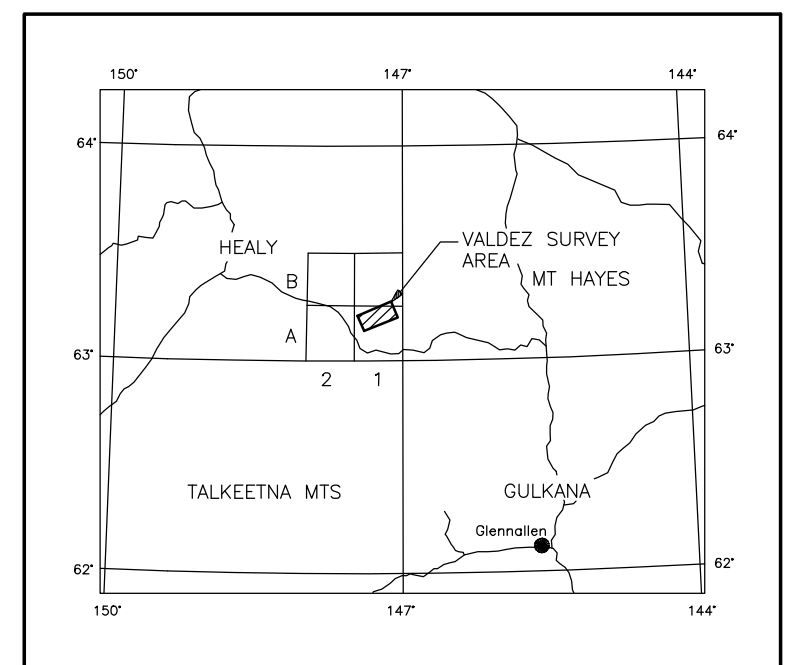 150°
147°
144°
64°
64°
HEALY
VALDEZ SURVEY
AREA
MT HAYES
B
A
63°
63°
2
1
TALKEETNA MTS
GULKANA
Glennallen
62°
62°
150°
147°
144°